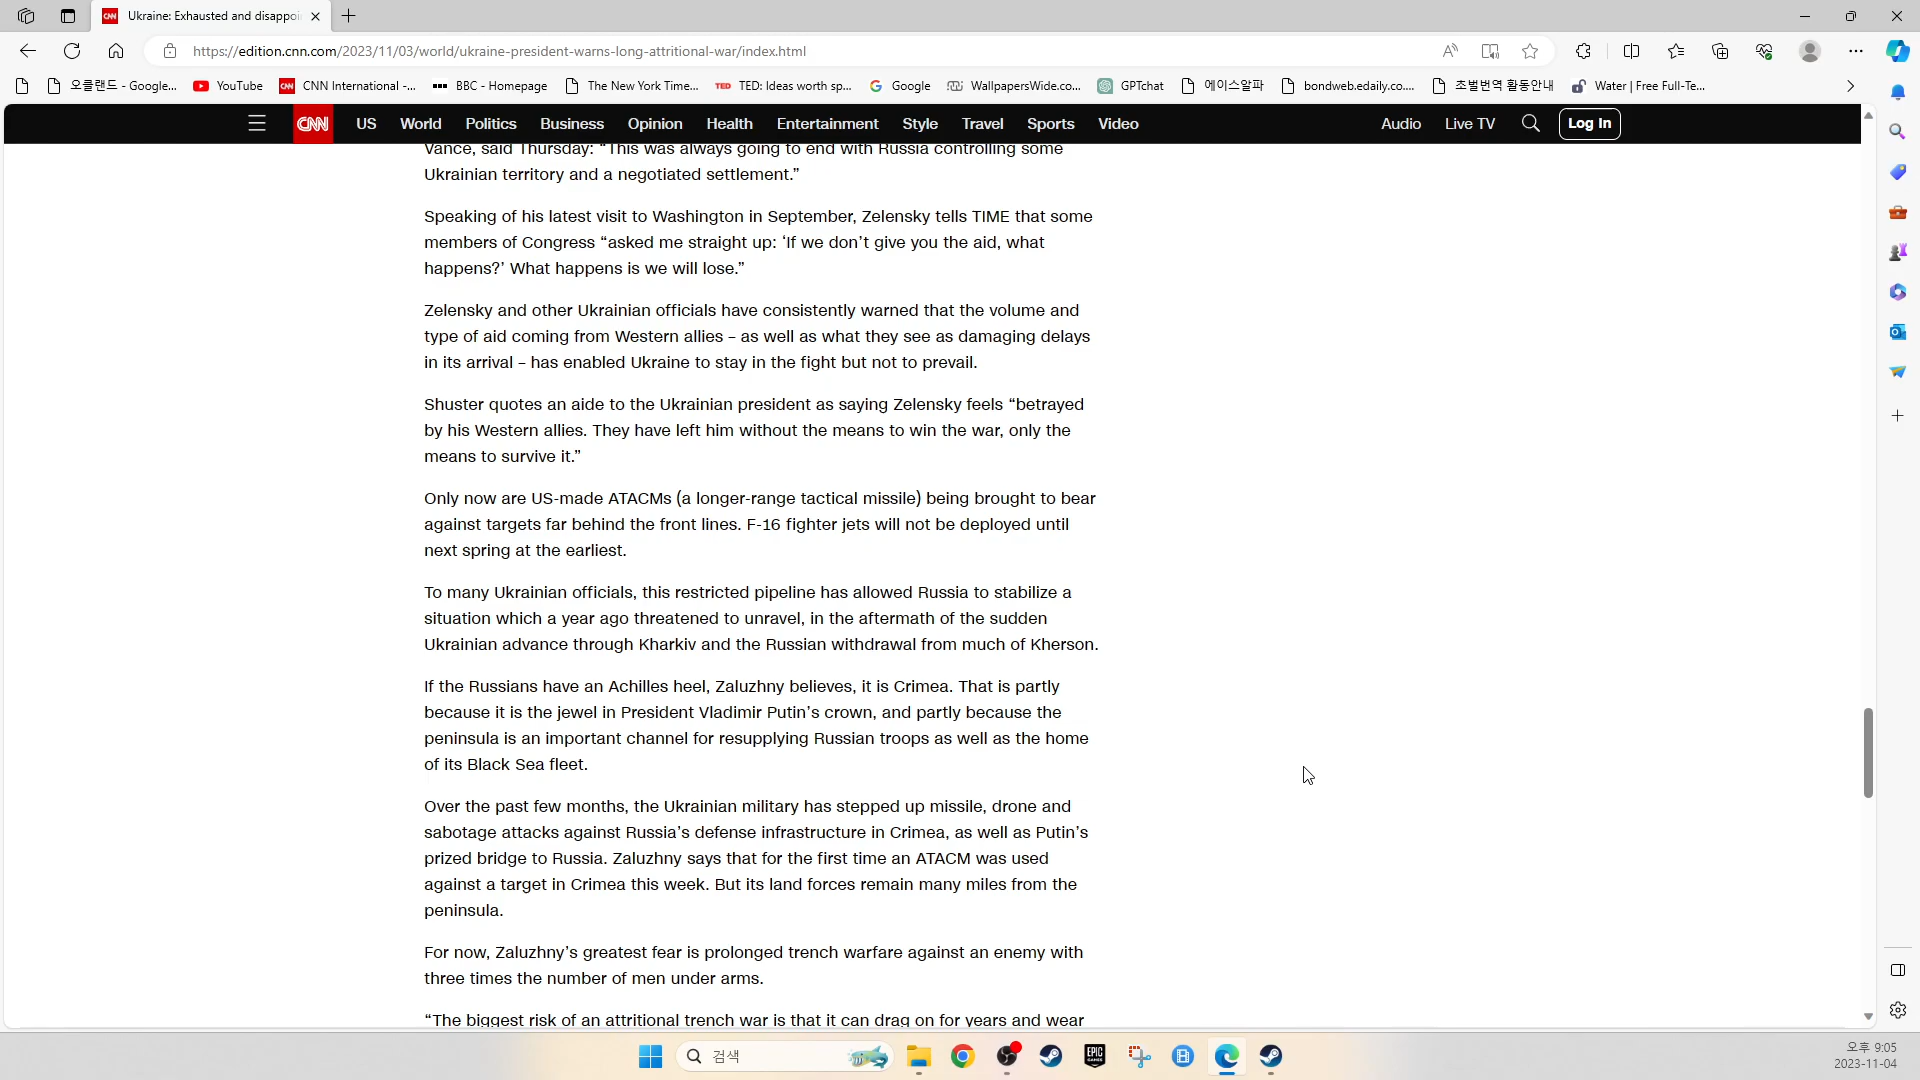 Ukraine: Exhausted and disappoi
https://edition.cnn.com/2023/11/03/world/ukraine-president-warns-long-attritional-war/index.html
오클랜드 - Google... YouTube CNN International -... BBC - Homepage The New York Time... TED: Ideas worth sp... Google WallpapersWide.co... GPTchat 에이스알파 bondweb.edaily.co.... 초벌번역 활동안내 Water | Free Full-Te...
CNN US World Politics Business Opinion Health Entertainment Style Travel Sports Video Audio Live TV Log In
Vance, said Thursday: “This was always going to end with Russia controlling some
Ukrainian territory and a negotiated settlement.”
Speaking of his latest visit to Washington in September, Zelensky tells TIME that some
members of Congress “asked me straight up: ‘If we don’t give you the aid, what
happens?’ What happens is we will lose.”
Zelensky and other Ukrainian officials have consistently warned that the volume and
type of aid coming from Western allies – as well as what they see as damaging delays
in its arrival – has enabled Ukraine to stay in the fight but not to prevail.
Shuster quotes an aide to the Ukrainian president as saying Zelensky feels “betrayed
by his Western allies. They have left him without the means to win the war, only the
means to survive it.”
Only now are US-made ATACMs (a longer-range tactical missile) being brought to bear
against targets far behind the front lines. F-16 fighter jets will not be deployed until
next spring at the earliest.
To many Ukrainian officials, this restricted pipeline has allowed Russia to stabilize a
situation which a year ago threatened to unravel, in the aftermath of the sudden
Ukrainian advance through Kharkiv and the Russian withdrawal from much of Kherson.
If the Russians have an Achilles heel, Zaluzhny believes, it is Crimea. That is partly
because it is the jewel in President Vladimir Putin’s crown, and partly because the
peninsula is an important channel for resupplying Russian troops as well as the home
of its Black Sea fleet.
Over the past few months, the Ukrainian military has stepped up missile, drone and
sabotage attacks against Russia’s defense infrastructure in Crimea, as well as Putin’s
prized bridge to Russia. Zaluzhny says that for the first time an ATACM was used
against a target in Crimea this week. But its land forces remain many miles from the
peninsula.
For now, Zaluzhny’s greatest fear is prolonged trench warfare against an enemy with
three times the number of men under arms.
“The biggest risk of an attritional trench war is that it can drag on for years and wear
검색
오후 9:05
2023-11-04